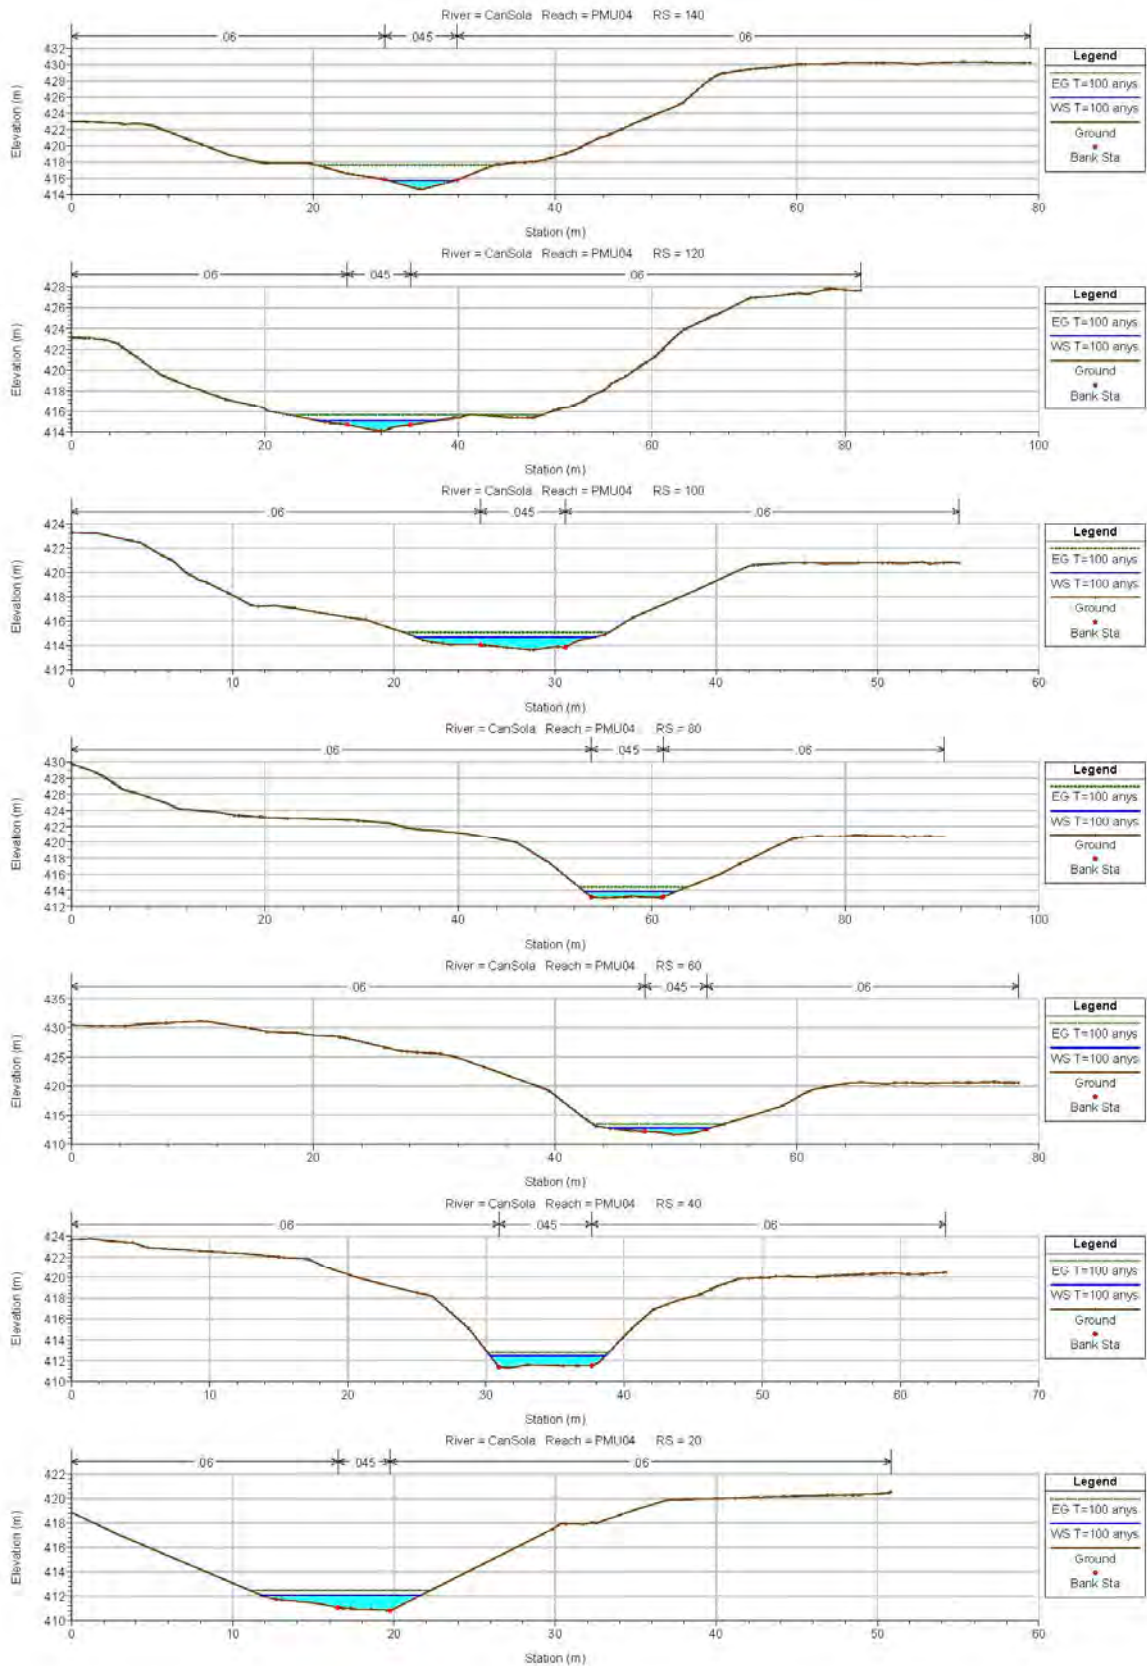 River = CanSola Reach = PMU04 RS = 140
.06 .045 .06
432
430
428
426
424
422
420
418
416
414
Elevation (m)
0 20 40 60 80
Station (m)
Legend
EG T=100 anys
WS T=100 anys
Ground
Bank Sta
River = CanSola Reach = PMU04 RS = 120
.06 .045 .06
428
426
424
422
420
418
416
414
Elevation (m)
0 20 40 60 80 100
Station (m)
Legend
EG T=100 anys
WS T=100 anys
Ground
Bank Sta
River = CanSola Reach = PMU04 RS = 100
.06 .045 .06
424
422
420
418
416
414
412
Elevation (m)
0 10 20 30 40 50 60
Station (m)
Legend
EG T=100 anys
WS T=100 anys
Ground
Bank Sta
River = CanSola Reach = PMU04 RS = 80
.06 .045 .06
430
428
426
424
422
420
418
416
414
412
Elevation (m)
0 20 40 60 80 100
Station (m)
Legend
EG T=100 anys
WS T=100 anys
Ground
Bank Sta
River = CanSola Reach = PMU04 RS = 60
.06 .045 .06
435
430
425
420
415
410
Elevation (m)
0 20 40 60 80
Station (m)
Legend
EG T=100 anys
WS T=100 anys
Ground
Bank Sta
River = CanSola Reach = PMU04 RS = 40
.06 .045 .06
424
422
420
418
416
414
412
410
Elevation (m)
0 10 20 30 40 50 60 70
Station (m)
Legend
EG T=100 anys
WS T=100 anys
Ground
Bank Sta
River = CanSola Reach = PMU04 RS = 20
.06 .045 .06
422
420
418
416
414
412
410
Elevation (m)
0 10 20 30 40 50 60
Station (m)
Legend
EG T=100 anys
WS T=100 anys
Ground
Bank Sta